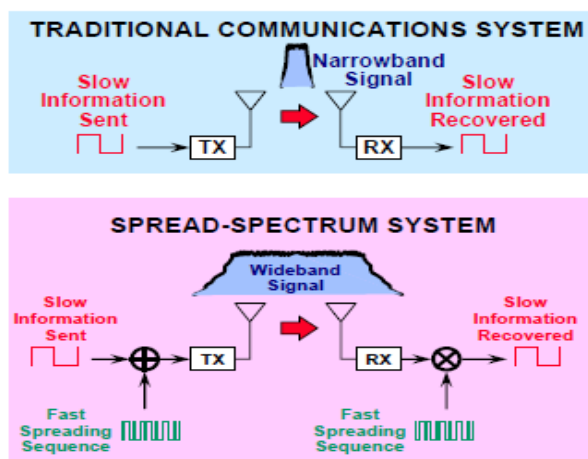 TRADITIONAL COMMUNICATIONS SYSTEM
Slow
Information
Sent
TX
Narrowband
Signal
RX
Slow
Information
Recovered
SPREAD-SPECTRUM SYSTEM
Slow
Information
Sent
Wideband
Signal
TX
RX
Slow
Information
Recovered
Fast
Spreading
Sequence
Fast
Spreading
Sequence